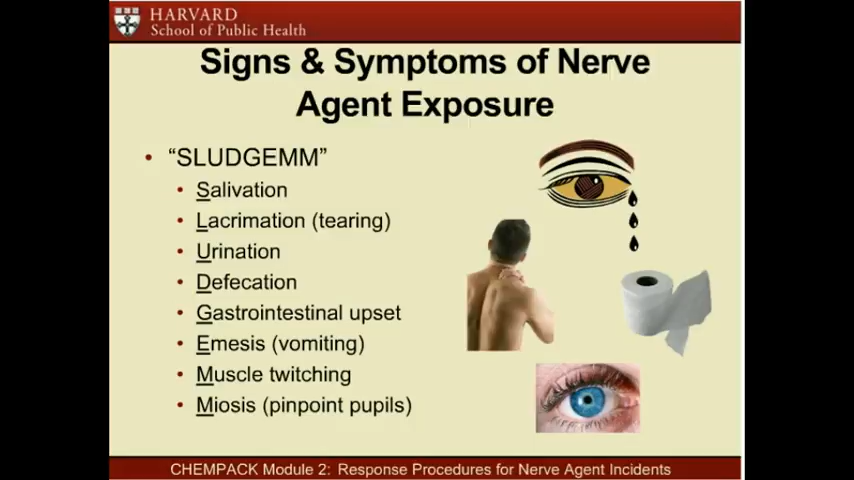 HARVARD
School of Public Health
Signs & Symptoms of Nerve
Agent Exposure
• “SLUDGEMM”
• Salivation
• Lacrimation (tearing)
• Urination
• Defecation
• Gastrointestinal upset
• Emesis (vomiting)
• Muscle twitching
• Miosis (pinpoint pupils)
CHEMPACK Module 2: Response Procedures for Nerve Agent Incidents